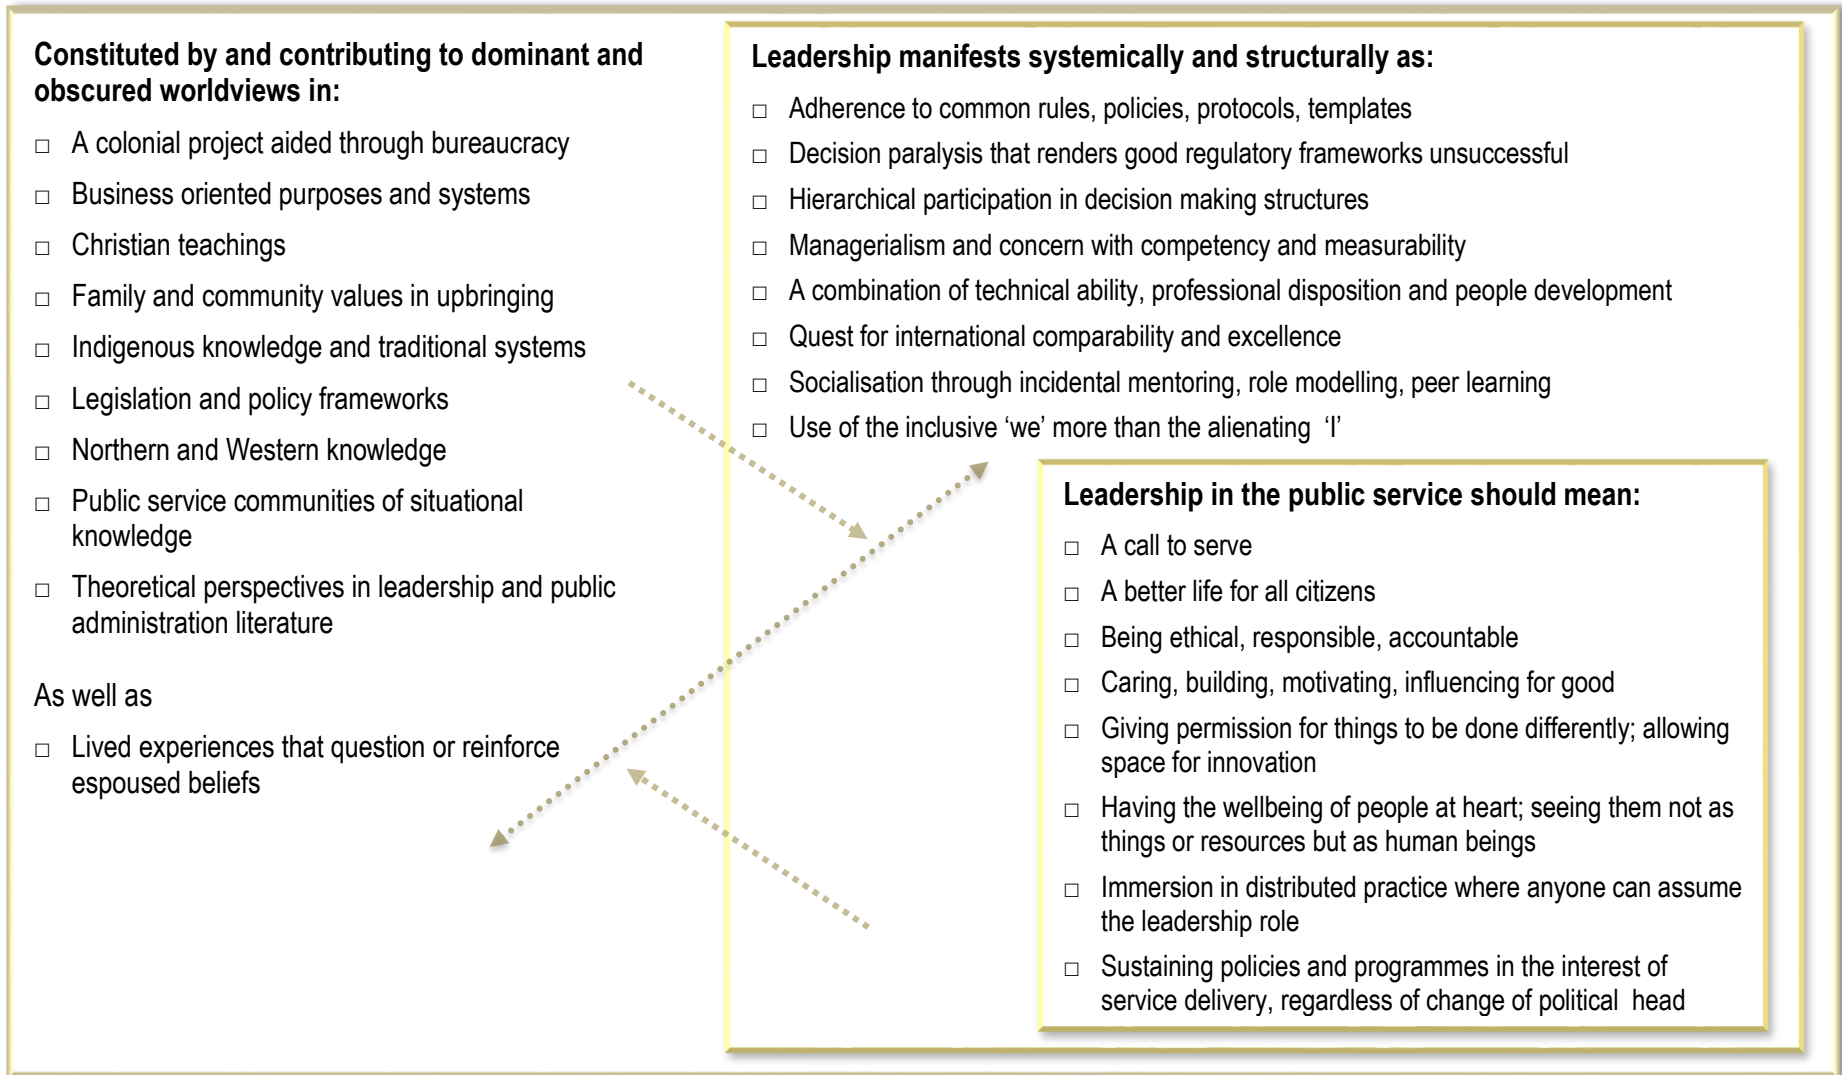 Constituted by and contributing to dominant and
obscured worldviews in:
□ A colonial project aided through bureaucracy
□ Business oriented purposes and systems
□ Christian teachings
□ Family and community values in upbringing
□ Indigenous knowledge and traditional systems
□ Legislation and policy frameworks
□ Northern and Western knowledge
□ Public service communities of situational
knowledge
□ Theoretical perspectives in leadership and public
administration literature
As well as
□ Lived experiences that question or reinforce
espoused beliefs
Leadership manifests systemically and structurally as:
□ Adherence to common rules, policies, protocols, templates
□ Decision paralysis that renders good regulatory frameworks unsuccessful
□ Hierarchical participation in decision making structures
□ Managerialism and concern with competency and measurability
□ A combination of technical ability, professional disposition and people development
□ Quest for international comparability and excellence
□ Socialisation through incidental mentoring, role modelling, peer learning
□ Use of the inclusive ‘we’ more than the alienating ‘I’
Leadership in the public service should mean:
□ A call to serve
□ A better life for all citizens
□ Being ethical, responsible, accountable
□ Caring, building, motivating, influencing for good
□ Giving permission for things to be done differently; allowing
space for innovation
□ Having the wellbeing of people at heart; seeing them not as
things or resources but as human beings
□ Immersion in distributed practice where anyone can assume
the leadership role
□ Sustaining policies and programmes in the interest of
service delivery, regardless of change of political head